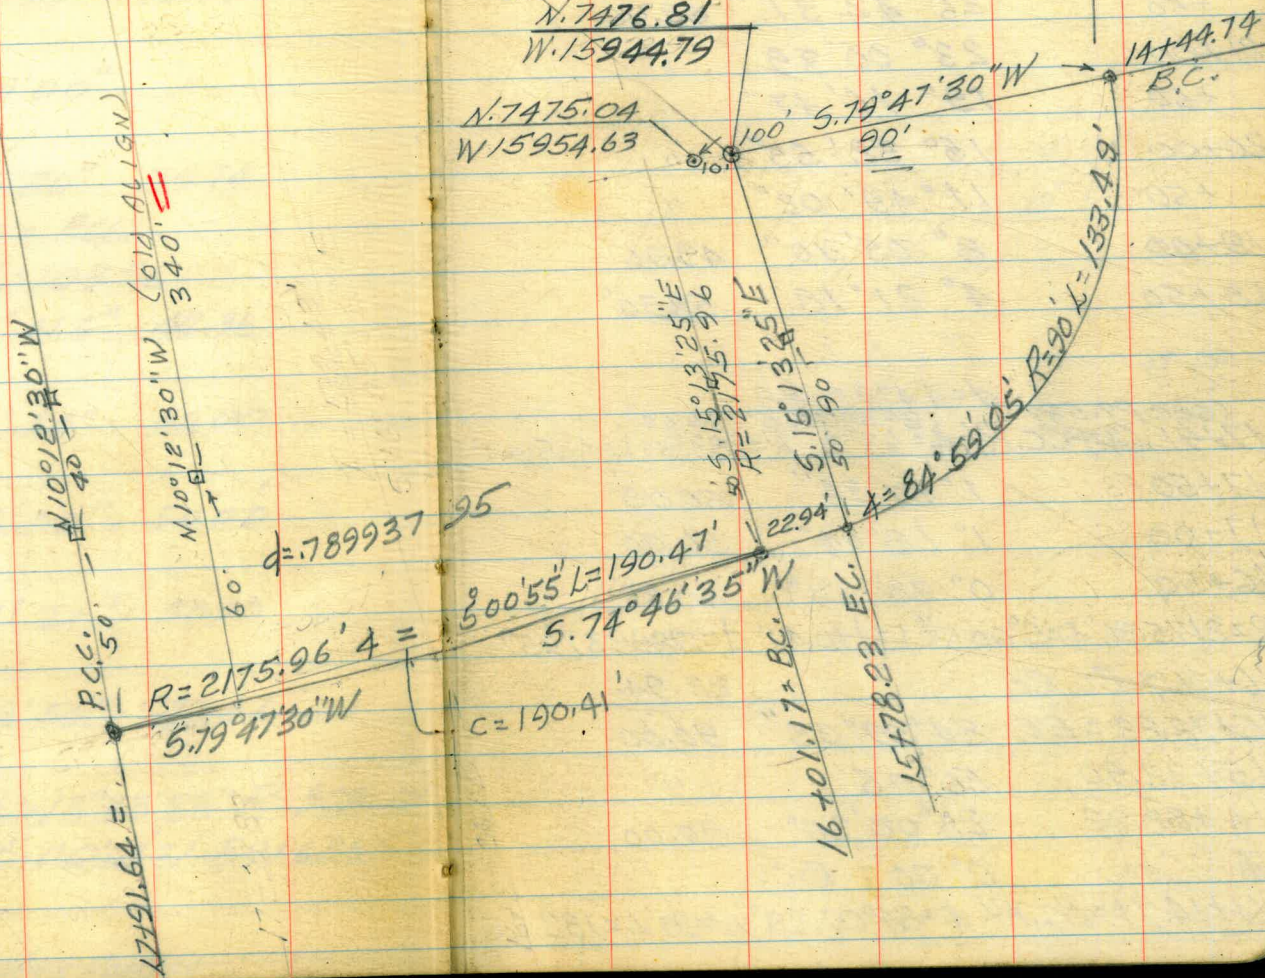 N.7476.81
W.15944.79
N.7475.04
W15954.63
10'
100'
S.79°47'30"W
90'
14+44.74
B.C.
(OLD ALIGN)
340'
N10°12'30"W
40
N.10°12'30"W
60'
50'
P.C.C.
17+91.64=
R=2175.96' ∆=
5°00'55" L=190.47'
S.79°47'30"W
S.74°46'35"W
C=190.41'
d=.789937 95
S.15°13'25"E
R=2175.96
S.15°13'25"E
50' 90'
22.94'
∆=84°59'05" R=90' L=133.49'
16+01.17= B.C.
15+78.23 E.C.